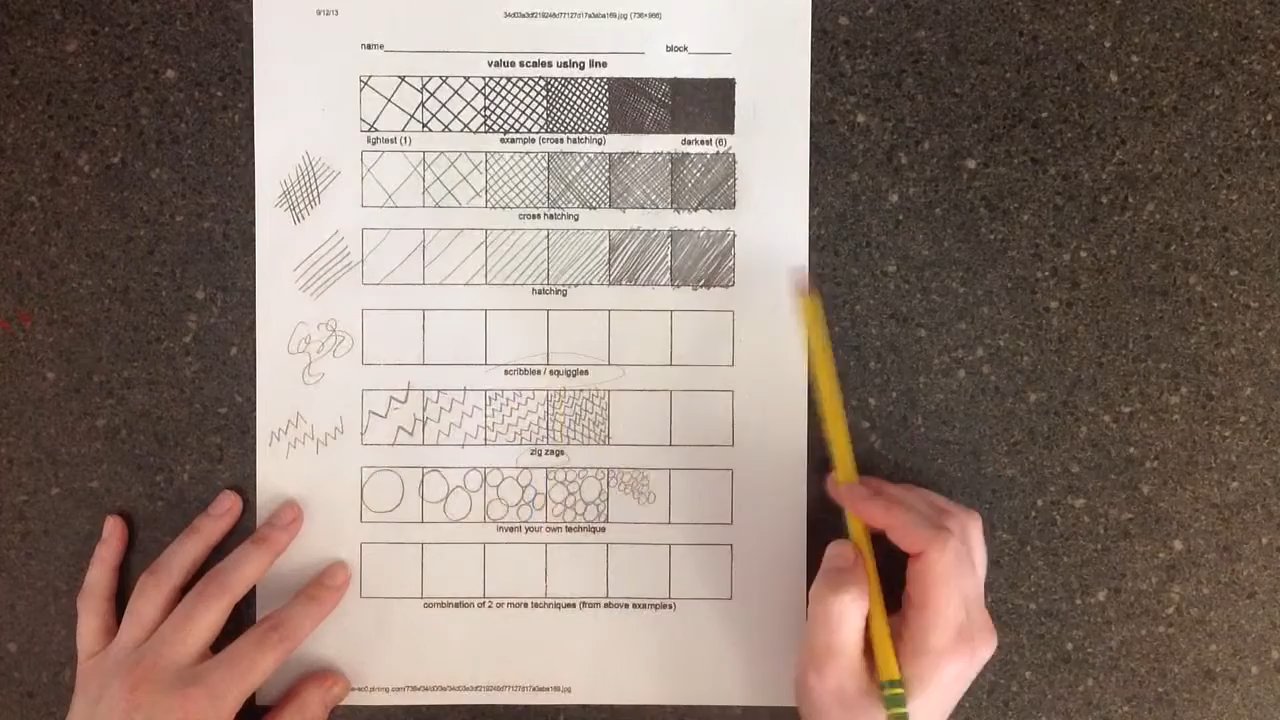 9/12/13
name block
value scales using line
lightest (1) example (cross hatching) darkest (6)
cross hatching
hatching
scribbles / squiggles
zig zags
invent your own technique
combination of 2 or more techniques (from above examples)